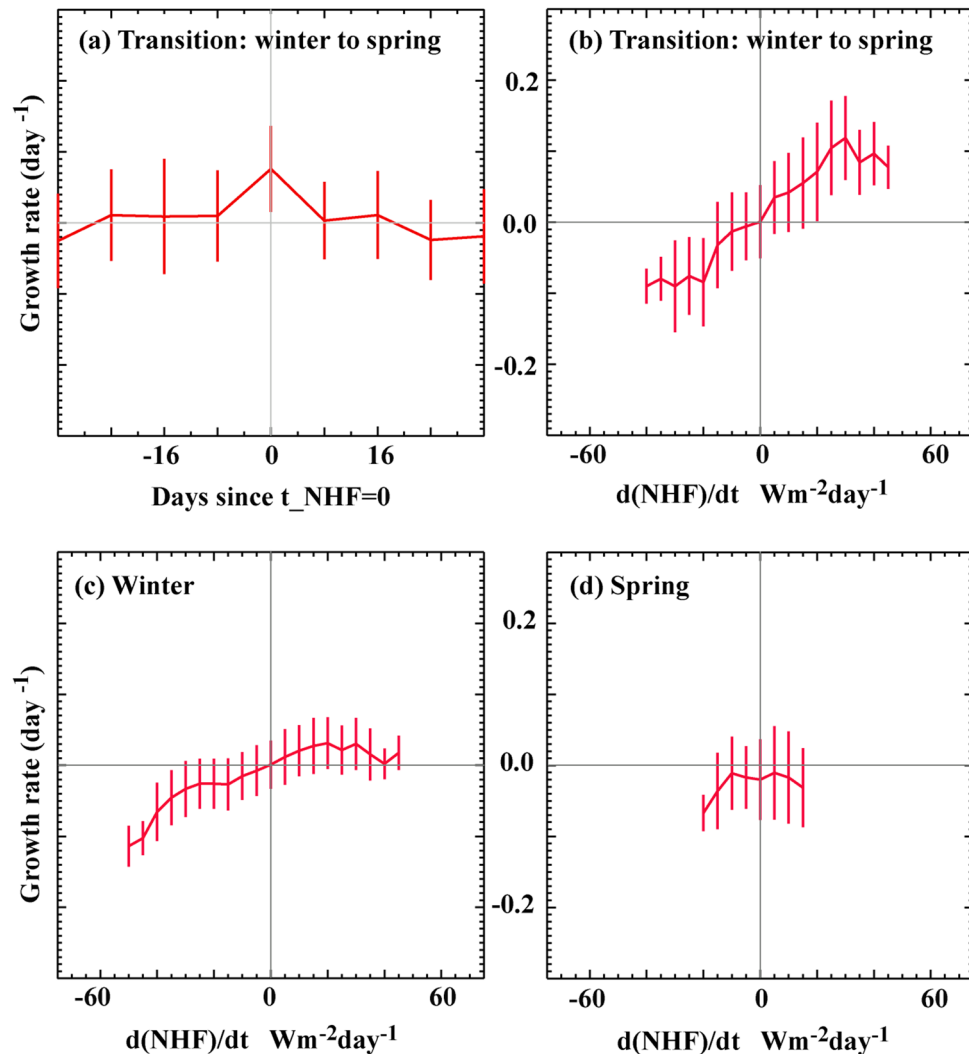 (a) Transition: winter to spring
(b) Transition: winter to spring
Growth rate (day ⁻¹)
0.2
0.0
-0.2
-16 0 16
Days since t_NHF=0
-60 0 60
d(NHF)/dt Wm⁻²day⁻¹
(c) Winter
(d) Spring
Growth rate (day ⁻¹)
0.2
0.0
-0.2
-60 0 60
d(NHF)/dt Wm⁻²day⁻¹
-60 0 60
d(NHF)/dt Wm⁻²day⁻¹